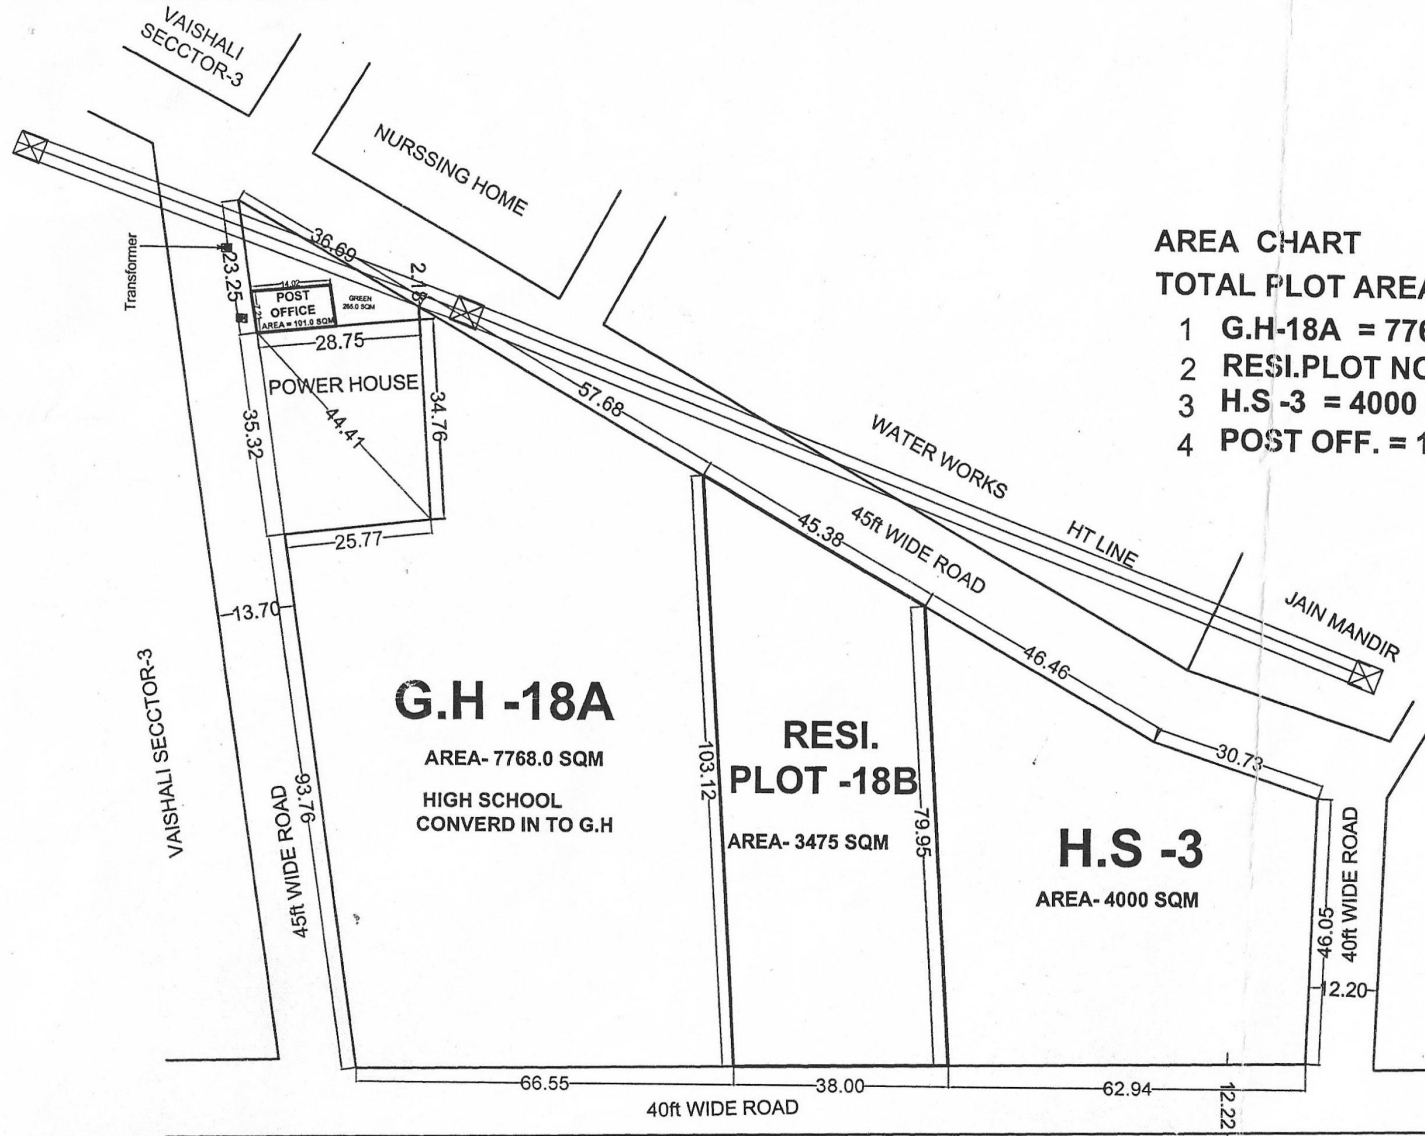 VAISHALI
SECCTOR-3
NURSSING HOME
AREA CHART
TOTAL PLOT AREA
1 G.H-18A = 776
2 RESI.PLOT NO
3 H.S -3 = 4000
4 POST OFF. = 1
Transformer
36.69
2.18
23.25
14.02
POST
OFFICE
AREA = 101.0 SQM
GREEN
28.75
POWER HOUSE
44.41
34.76
35.32
25.77
57.68
WATER WORKS
45.38
45ft WIDE ROAD
HT LINE
JAIN MANDIR
13.70
46.46
30.73
VAISHALI SECCTOR-3
45ft WIDE ROAD
93.76
G.H -18A
AREA- 7768.0 SQM
HIGH SCHOOL
CONVERD IN TO G.H
103.12
RESI.
PLOT -18B
AREA- 3475 SQM
79.95
H.S -3
AREA- 4000 SQM
46.05
40ft WIDE ROAD
12.20
66.55
38.00
62.94
12.22
40ft WIDE ROAD